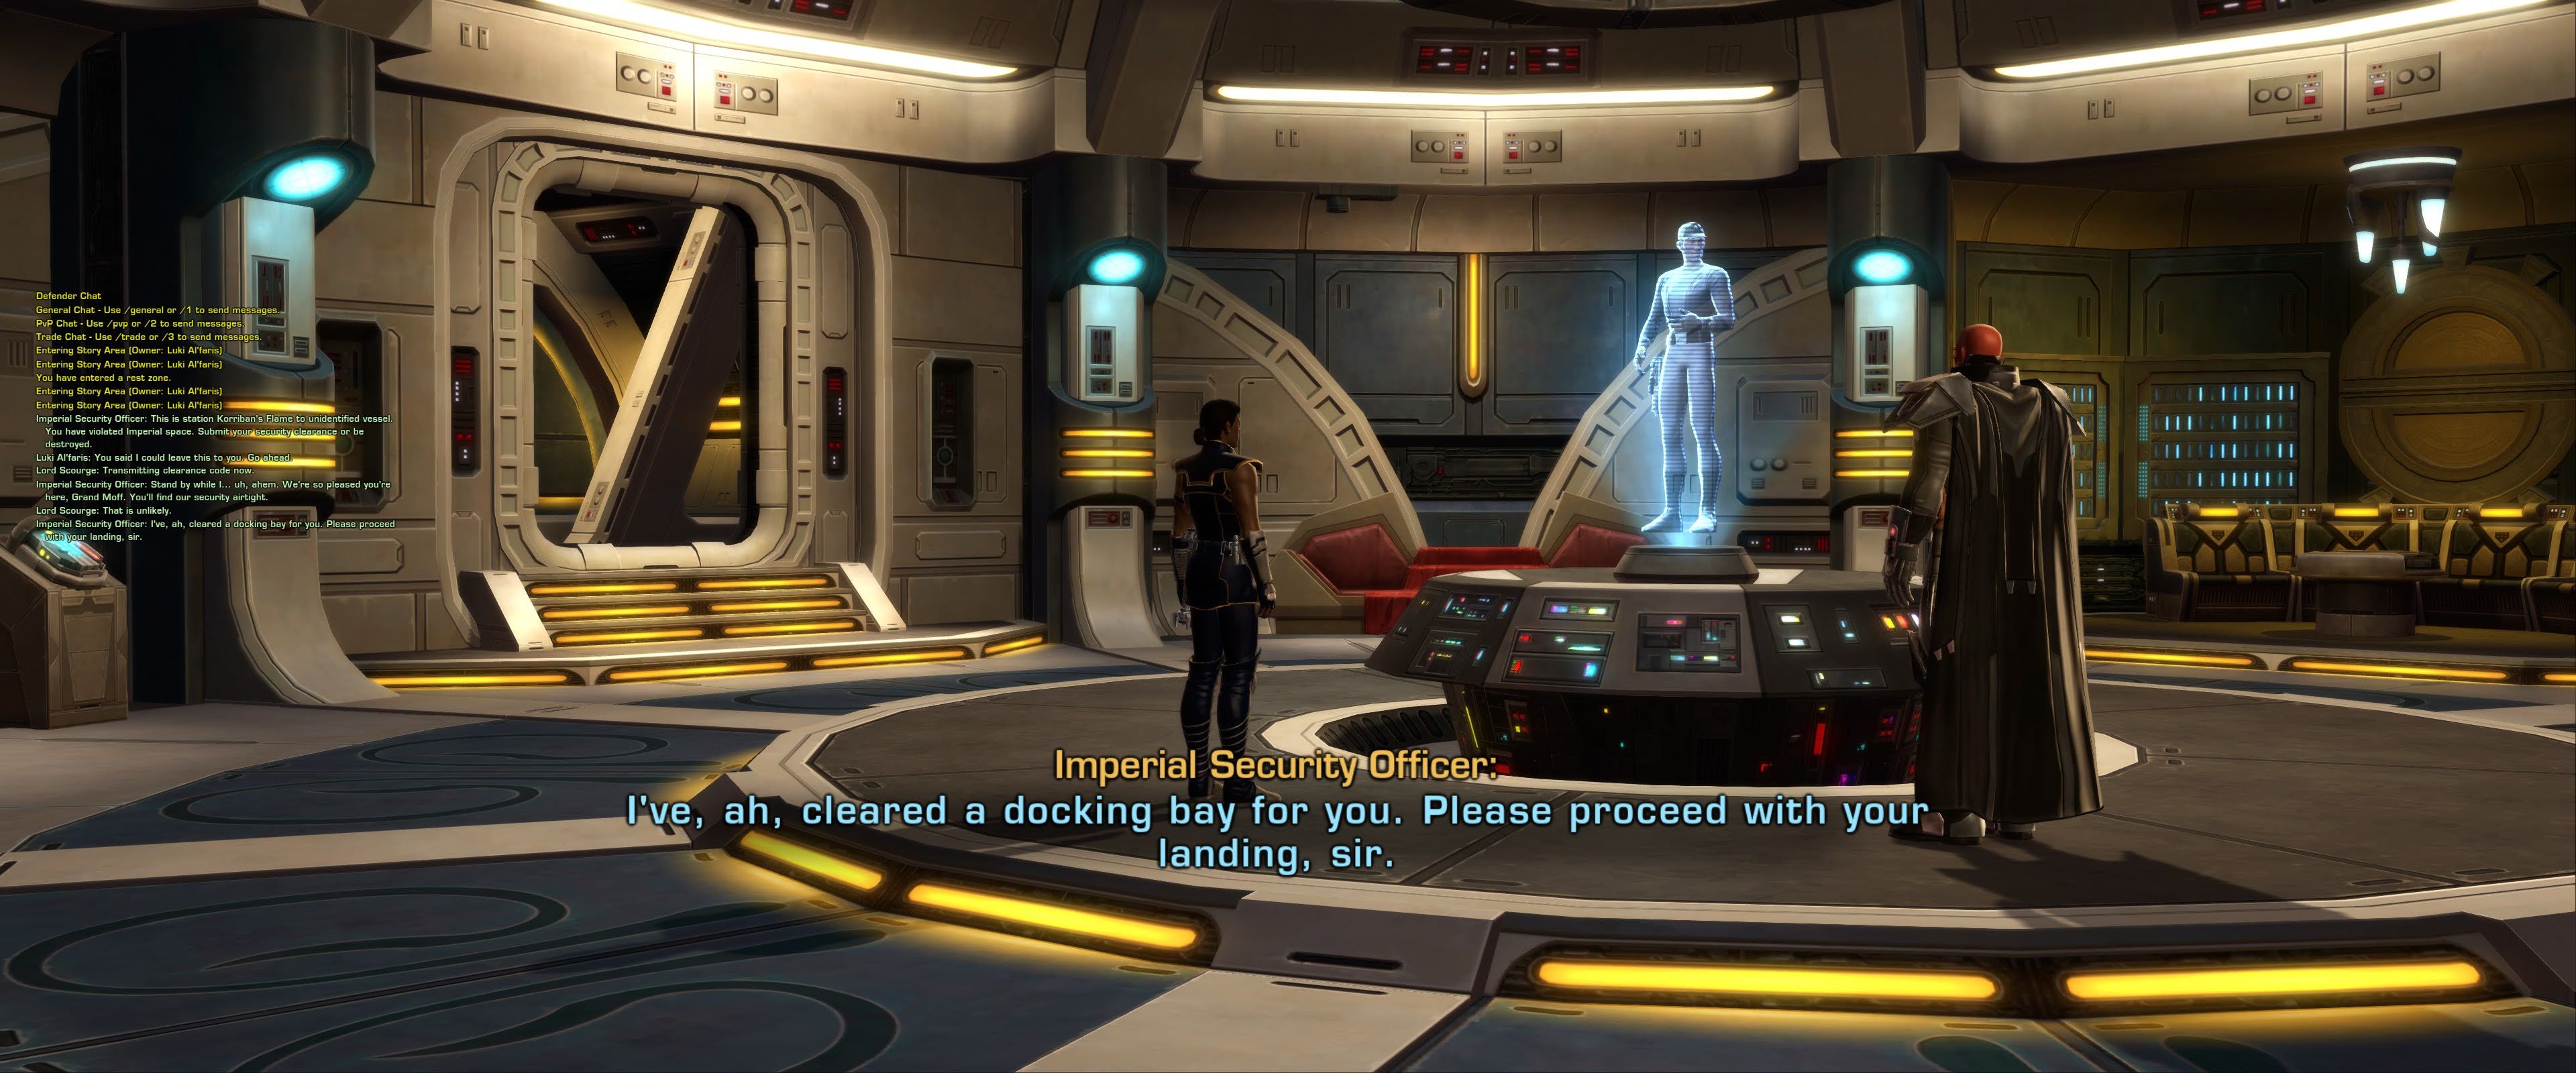 Defender Chat
General Chat - Use /general or /1 to send messages.
PvP Chat - Use /pvp or /2 to send messages.
Trade Chat - Use /trade or /3 to send messages.
Entering Story Area (Owner: Luki Al'faris)
Entering Story Area (Owner: Luki Al'faris)
You have entered a rest zone.
Entering Story Area (Owner: Luki Al'faris)
Entering Story Area (Owner: Luki Al'faris)
Imperial Security Officer: This is station Korriban's Flame to unidentified vessel.
You have violated Imperial space. Submit your security clearance or be
destroyed.
Luki Al'faris: You said I could leave this to you. Go ahead.
Lord Scourge: Transmitting clearance code now.
Imperial Security Officer: Stand by while I... uh, ahem. We're so pleased you're
here, Grand Moff. You'll find our security airtight.
Lord Scourge: That is unlikely.
Imperial Security Officer: I've, ah, cleared a docking bay for you. Please proceed
with your landing, sir.
Imperial Security Officer:
I've, ah, cleared a docking bay for you. Please proceed with your
landing, sir.